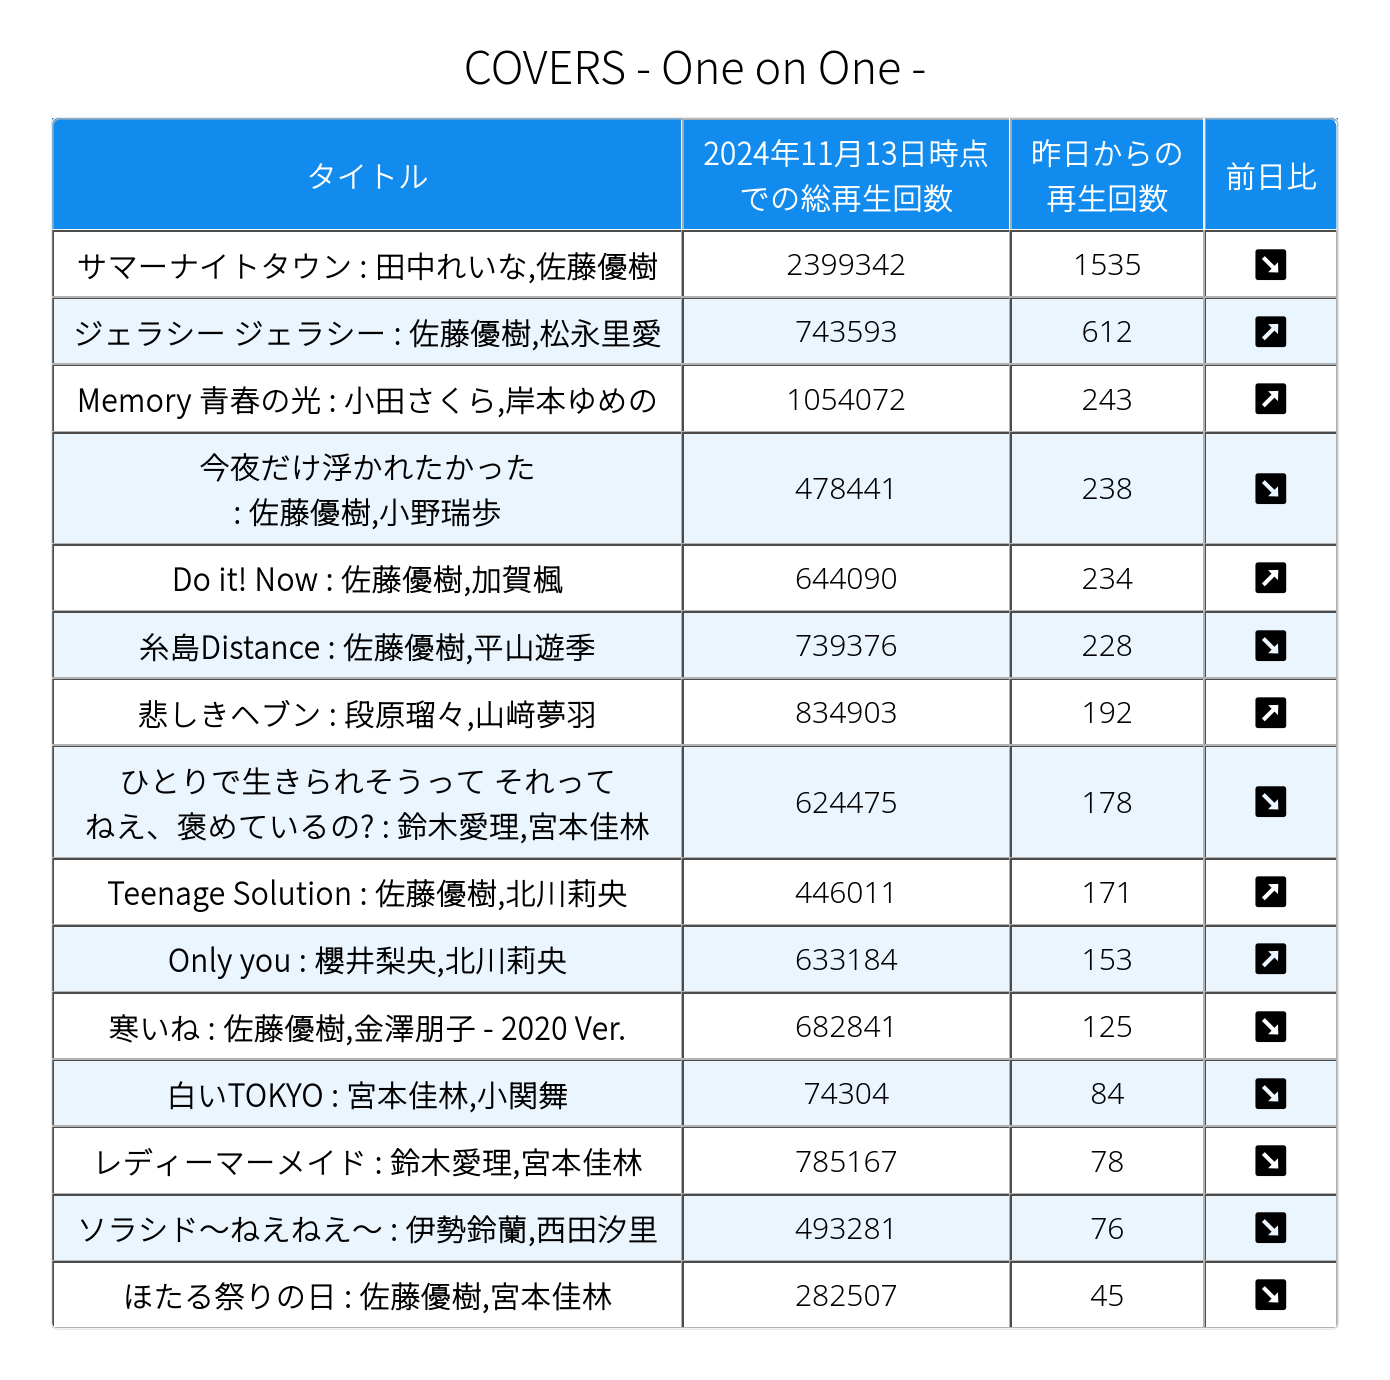 COVERS - One on One -
タイトル
2024年11月13日時点
での総再生回数
昨日からの
再生回数
前日比
サマーナイトタウン : 田中れいな,佐藤優樹
2399342
1535
ジェラシー ジェラシー : 佐藤優樹,松永里愛
743593
612
Memory 青春の光 : 小田さくら,岸本ゆめの
1054072
243
今夜だけ浮かれたかった
: 佐藤優樹,小野瑞歩
478441
238
Do it! Now : 佐藤優樹,加賀楓
644090
234
糸島Distance : 佐藤優樹,平山遊季
739376
228
悲しきヘブン : 段原瑠々,山﨑夢羽
834903
192
ひとりで生きられそうって それって
ねえ、褒めているの? : 鈴木愛理,宮本佳林
624475
178
Teenage Solution : 佐藤優樹,北川莉央
446011
171
Only you : 櫻井梨央,北川莉央
633184
153
寒いね : 佐藤優樹,金澤朋子 - 2020 Ver.
682841
125
白いTOKYO : 宮本佳林,小関舞
74304
84
レディーマーメイド : 鈴木愛理,宮本佳林
785167
78
ソラシド～ねえねえ～ : 伊勢鈴蘭,西田汐里
493281
76
ほたる祭りの日 : 佐藤優樹,宮本佳林
282507
45